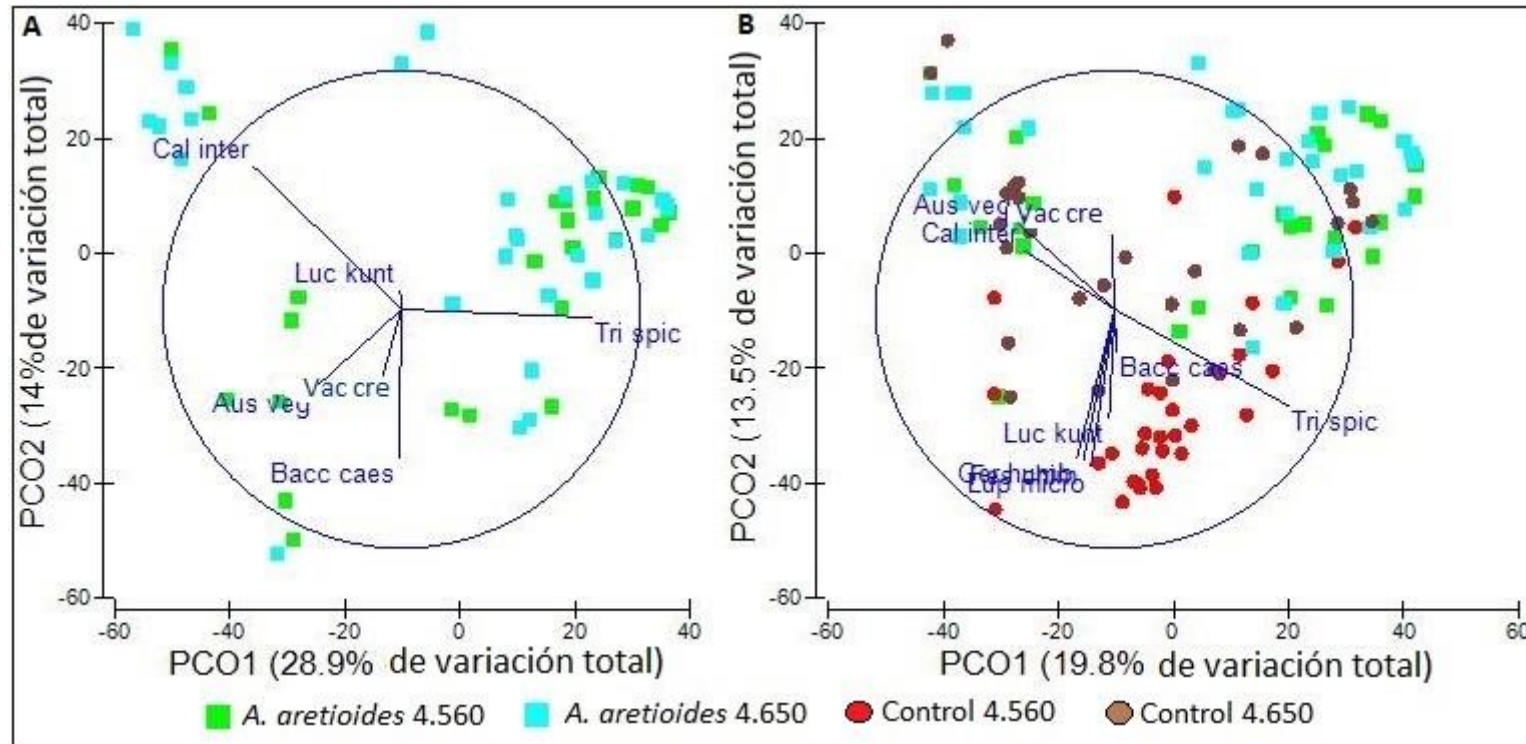 A
40
20
0
-20
-40
-60
-60
-40
-20
0
20
40
PCO2 (14%de variación total)
PCO1 (28.9% de variación total)
Cal inter
Luc kunt
Tri spic
Vac cre
Aus vey
Bacc caes
B
40
20
0
-20
-40
-60
-60
-40
-20
0
20
40
60
PCO2 (13.5% de variación total)
PCO1 (19.8% de variación total)
Aus veg
Vac cre
Cal inter
Bacc caes
Tri spic
Luc kunt
Ger humb
Lup micro
A. aretioides 4.560
A. aretioides 4.650
Control 4.560
Control 4.650